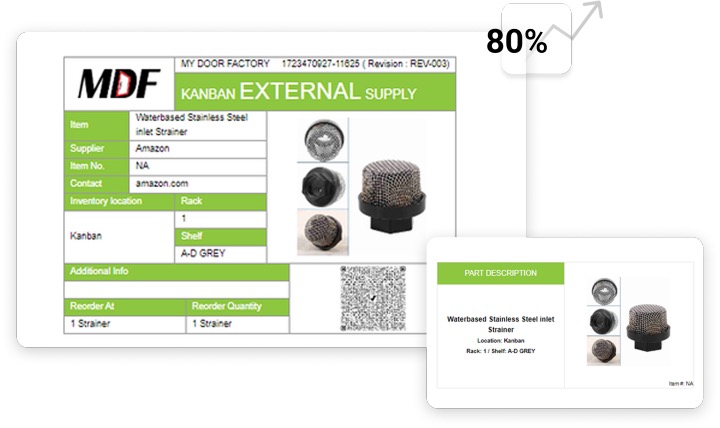 80%
MDF
MY DOOR FACTORY 1723470927-11625 ( Revision : REV-003)
KANBAN EXTERNAL SUPPLY
Item
Waterbased Stainless Steel
inlet Strainer
Supplier
Amazon
Item No.
NA
Contact
amazon.com
Inventory location
Rack
1
Kanban
Shelf
A-D GREY
Additional Info
Reorder At
Reorder Quantity
1 Strainer
1 Strainer
PART DESCRIPTION
Waterbased Stainless Steel inlet
Strainer
Location: Kanban
Rack: 1 / Shelf: A-D GREY
Item #: NA